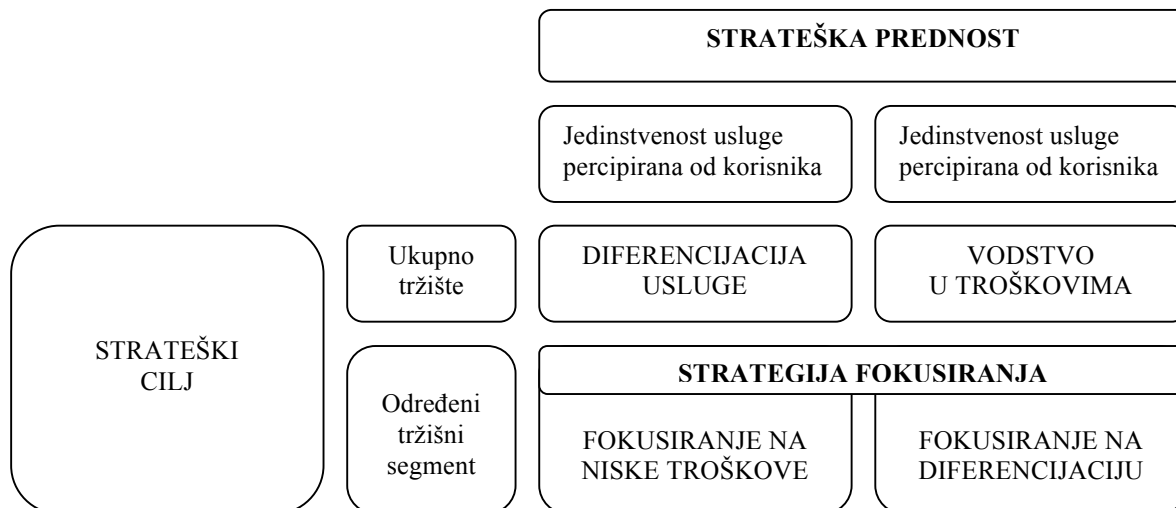 STRATEŠKA PREDNOST
Jedinstvenost usluge
percipirana od korisnika
Jedinstvenost usluge
percipirana od korisnika
STRATEŠKI
CILJ
Ukupno
tržište
DIFERENCIJACIJA
USLUGE
VODSTVO
U TROŠKOVIMA
Određeni
tržišni
segment
STRATEGIJA FOKUSIRANJA
FOKUSIRANJE NA
NISKE TROŠKOVE
FOKUSIRANJE NA
DIFERENCIJACIJU